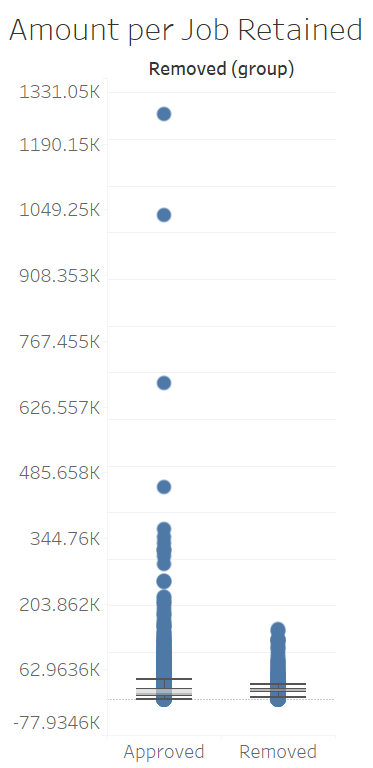 Amount per Job Retained
Removed (group)
1331.05K
1190.15K
1049.25K
908.353K
767.455K
626.557K
485.658K
344.76K
203.862K
62.9636K
-77.9346K
Approved Removed